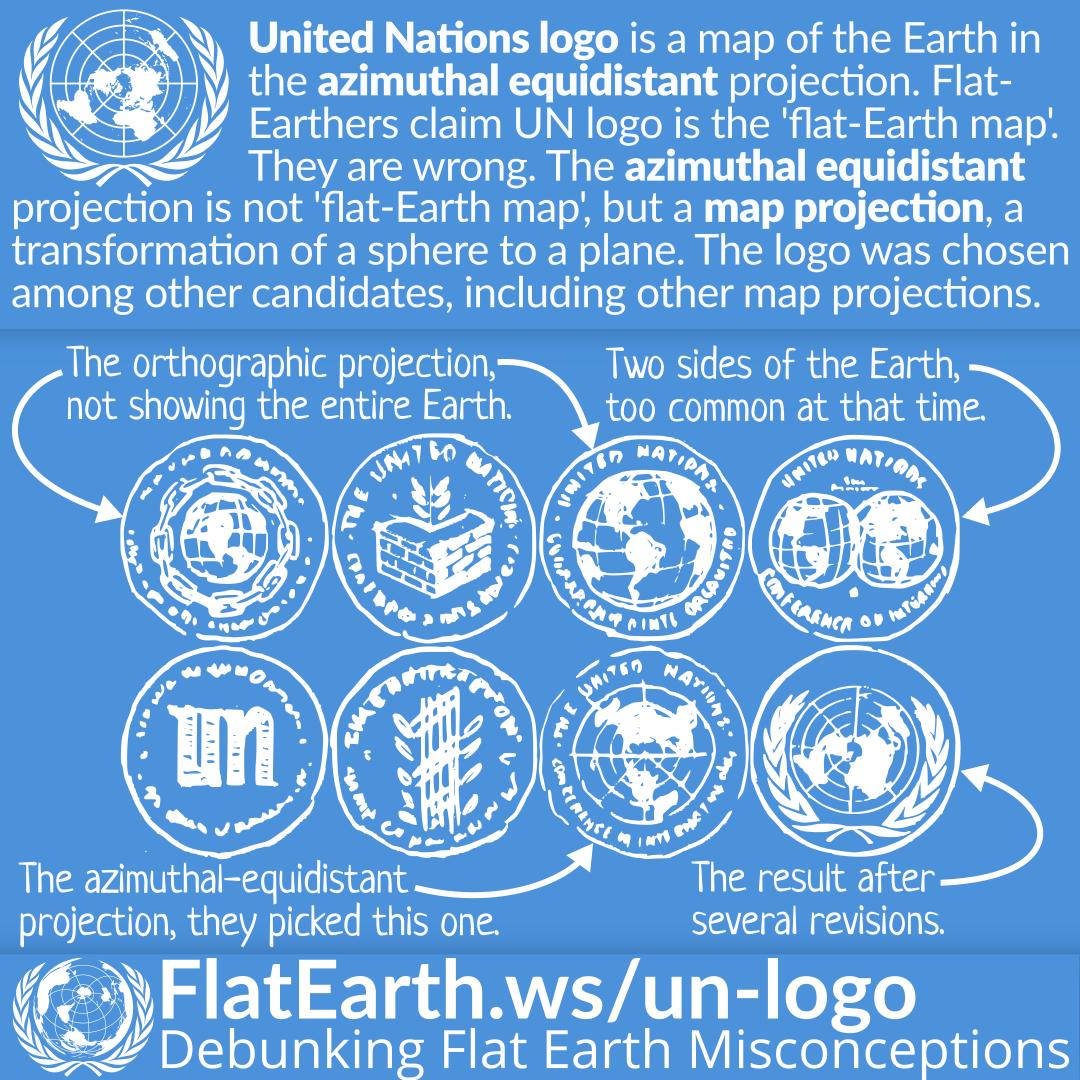 United Nations logo is a map of the Earth in
the azimuthal equidistant projection. Flat-
Earthers claim UN logo is the 'flat-Earth map'.
They are wrong. The azimuthal equidistant
projection is not 'flat-Earth map', but a map projection, a
transformation of a sphere to a plane. The logo was chosen
among other candidates, including other map projections.
The orthographic projection,
not showing the entire Earth.
Two sides of the Earth,
too common at that time.
THE UNITED NATIONS
UNITED NATIONS
UNITED NATIONS
CONFERENCE ON
un
THE UNITED NATIONS
CONFERENCE
The azimuthal-equidistant
projection, they picked this one.
The result after
several revisions.
FlatEarth.ws/un-logo
Debunking Flat Earth Misconceptions